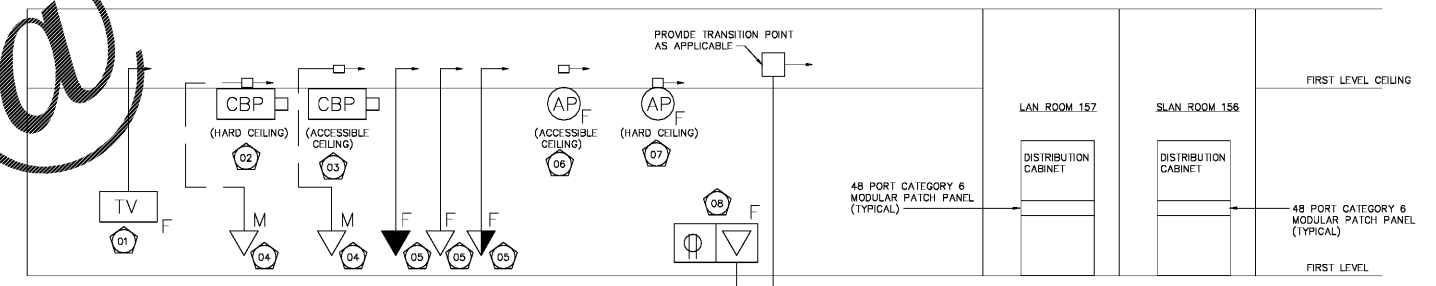 @
PROVIDE TRANSITION POINT
AS APPLICABLE
FIRST LEVEL CEILING
LAN ROOM 157
SLAN ROOM 156
CBP
CBP
AP
F
AP
F
(HARD CEILING)
(ACCESSIBLE
CEILING)
(ACCESSIBLE
CEILING)
(HARD CEILING)
02
03
06
07
DISTRIBUTION
CABINET
DISTRIBUTION
CABINET
48 PORT CATEGORY 6
MODULAR PATCH PANEL
(TYPICAL)
48 PORT CATEGORY 6
MODULAR PATCH PANEL
(TYPICAL)
TV
F
01
M
04
M
04
F
05
F
05
F
05
08
F
FIRST LEVEL